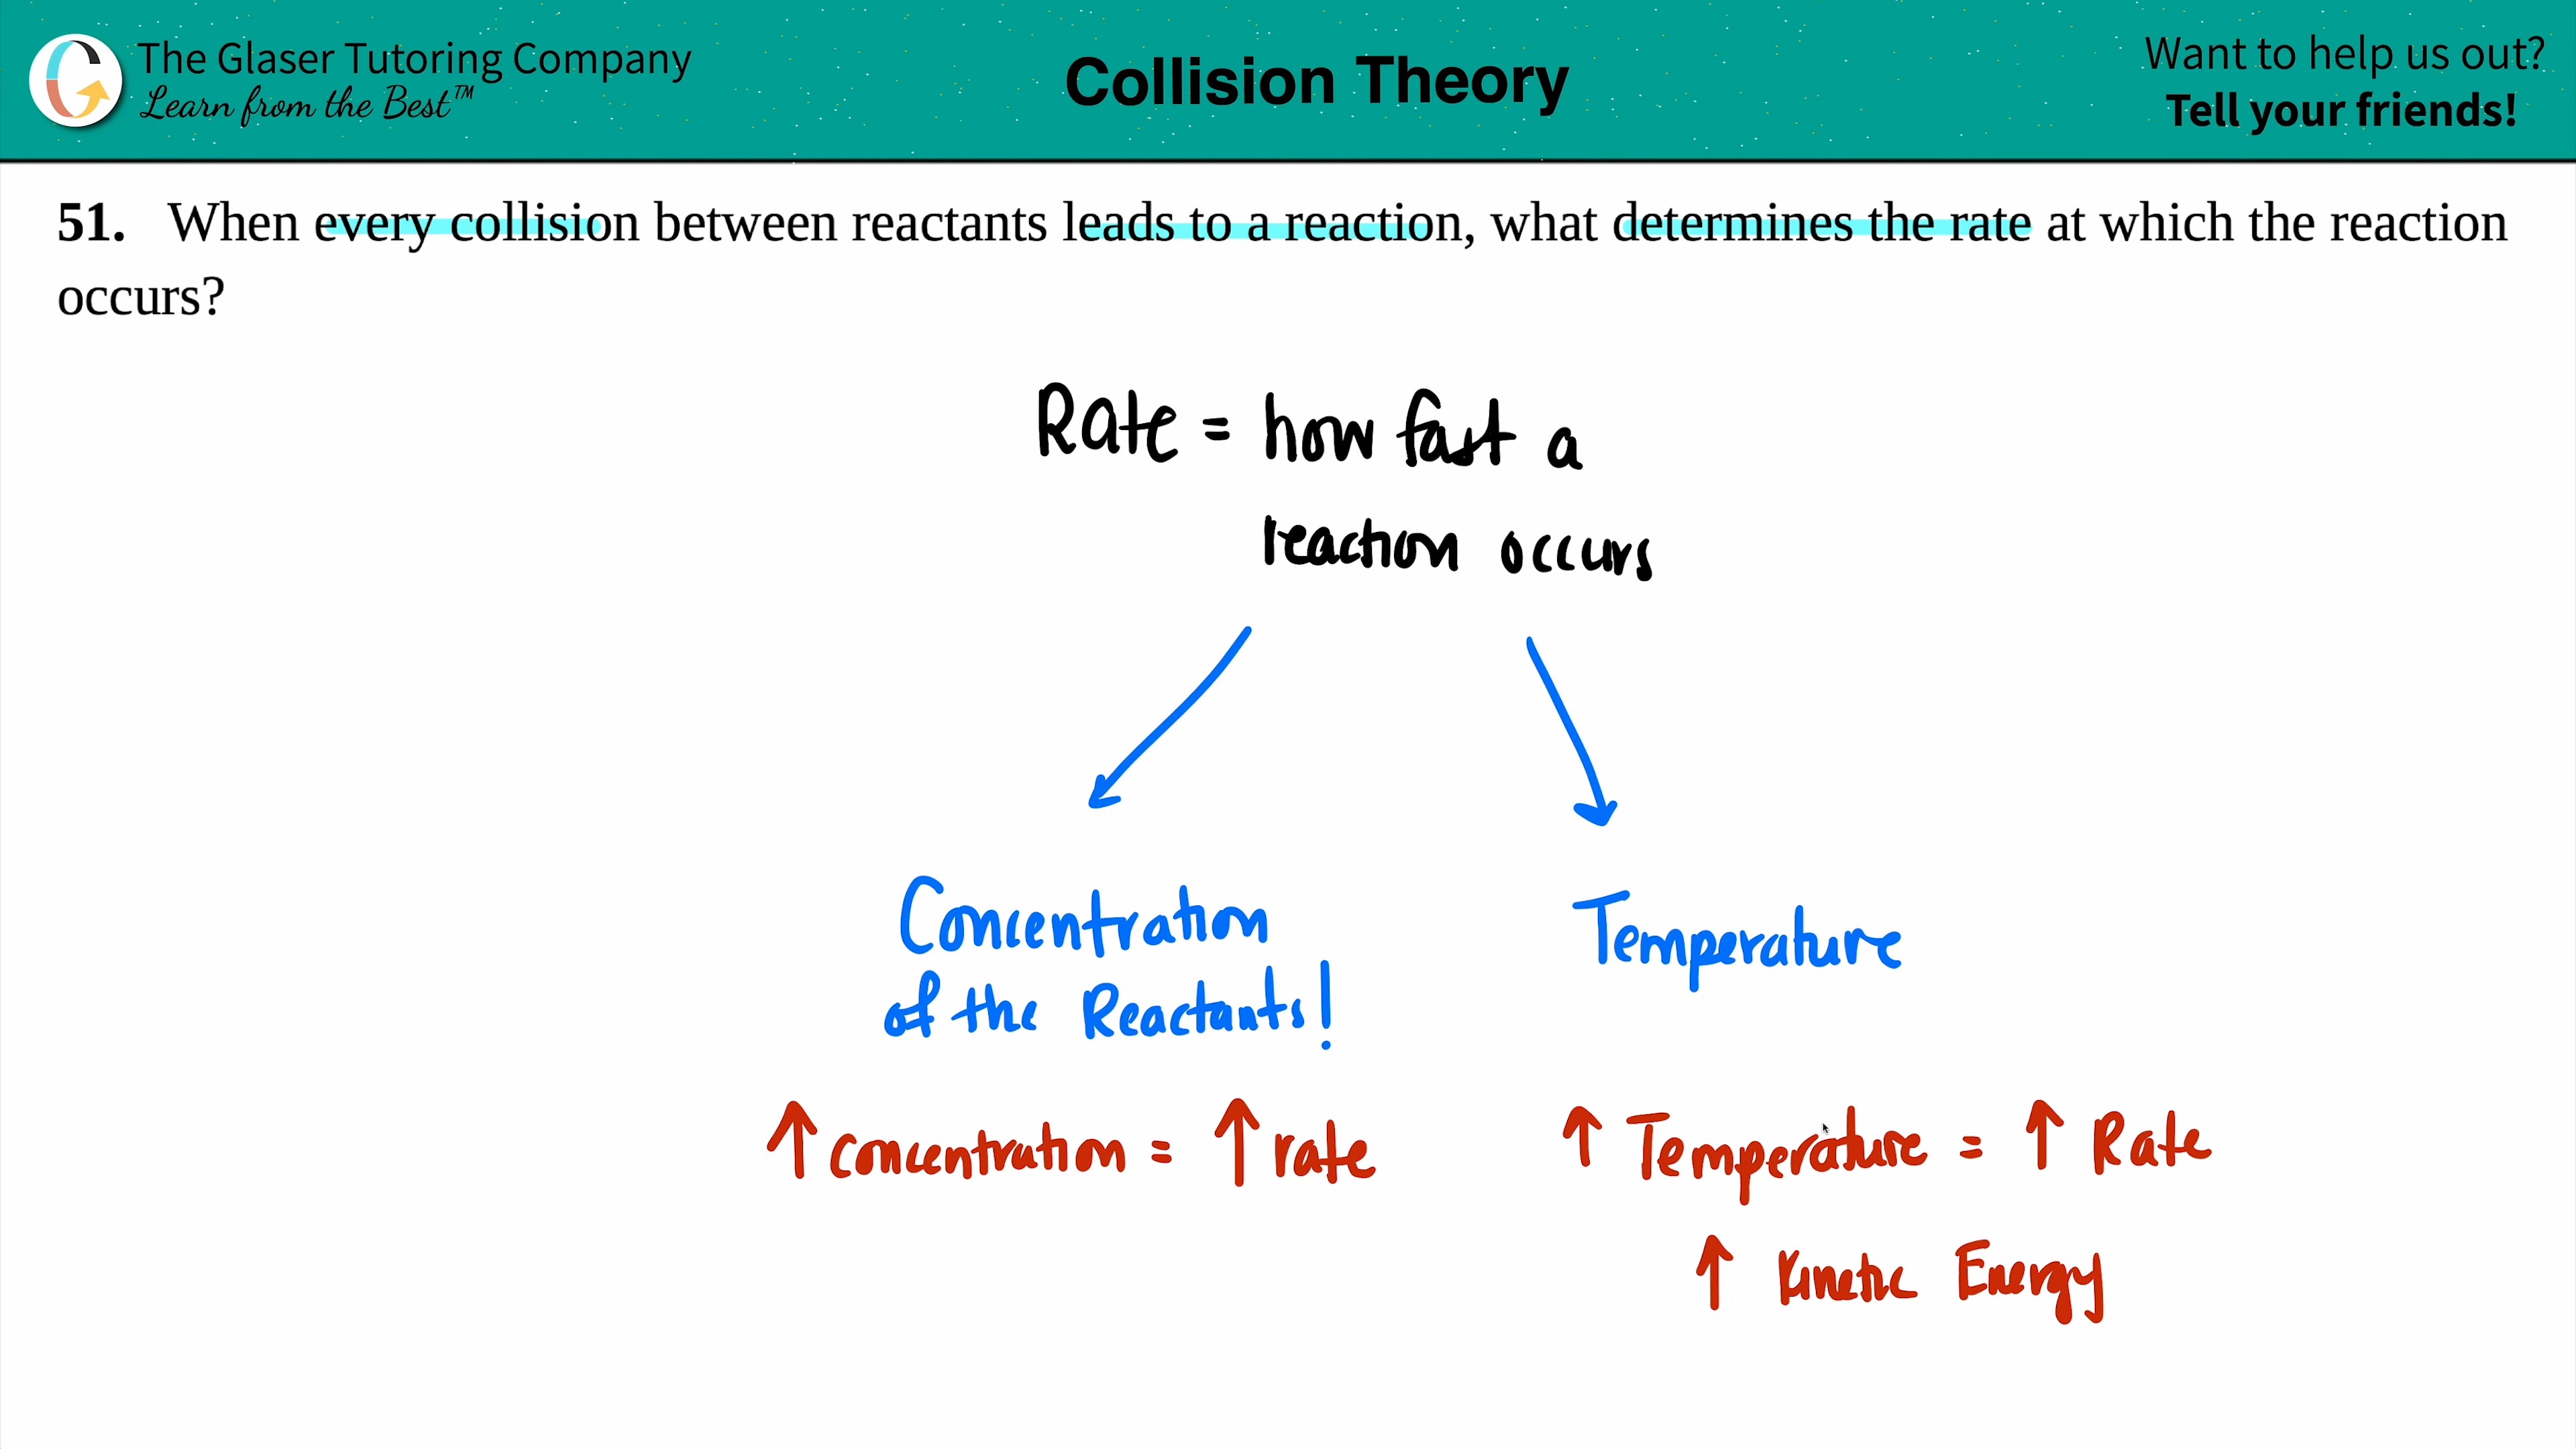 The Glaser Tutoring Company
Learn from the Best™
Collision Theory
Want to help us out?
Tell your friends!
51. When every collision between reactants leads to a reaction, what determines the rate at which the reaction
occurs?
Rate = how fast a
reaction occurs
Concentration
of the Reactants!
Temperature
↑ concentration = ↑ rate
↑ Temperature = ↑ Rate
↑ Kinetic Energy